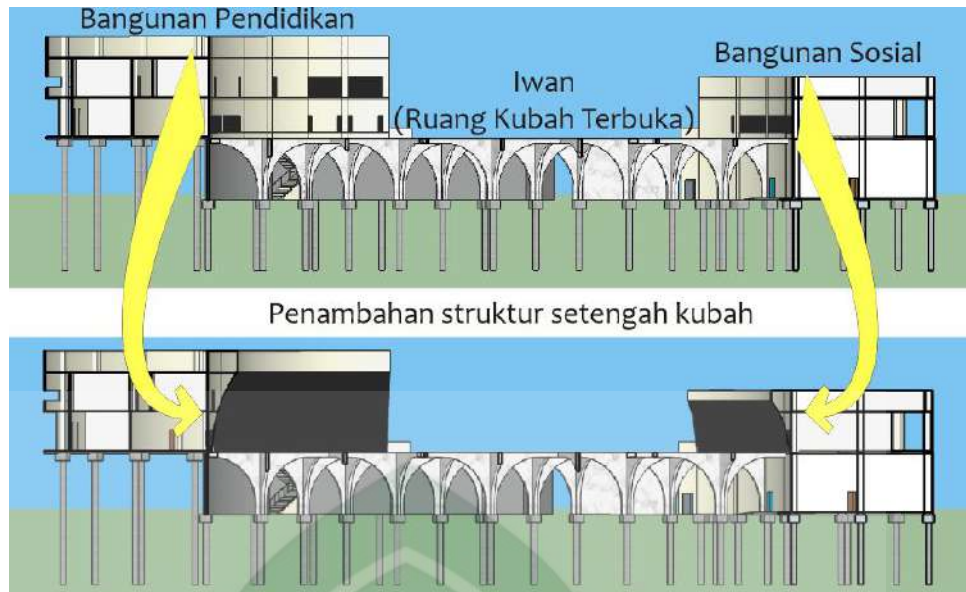 Bangunan Pendidikan
Bangunan Sosial
Iwan
(Ruang Kubah Terbuka)
Penambahan struktur setengah kubah